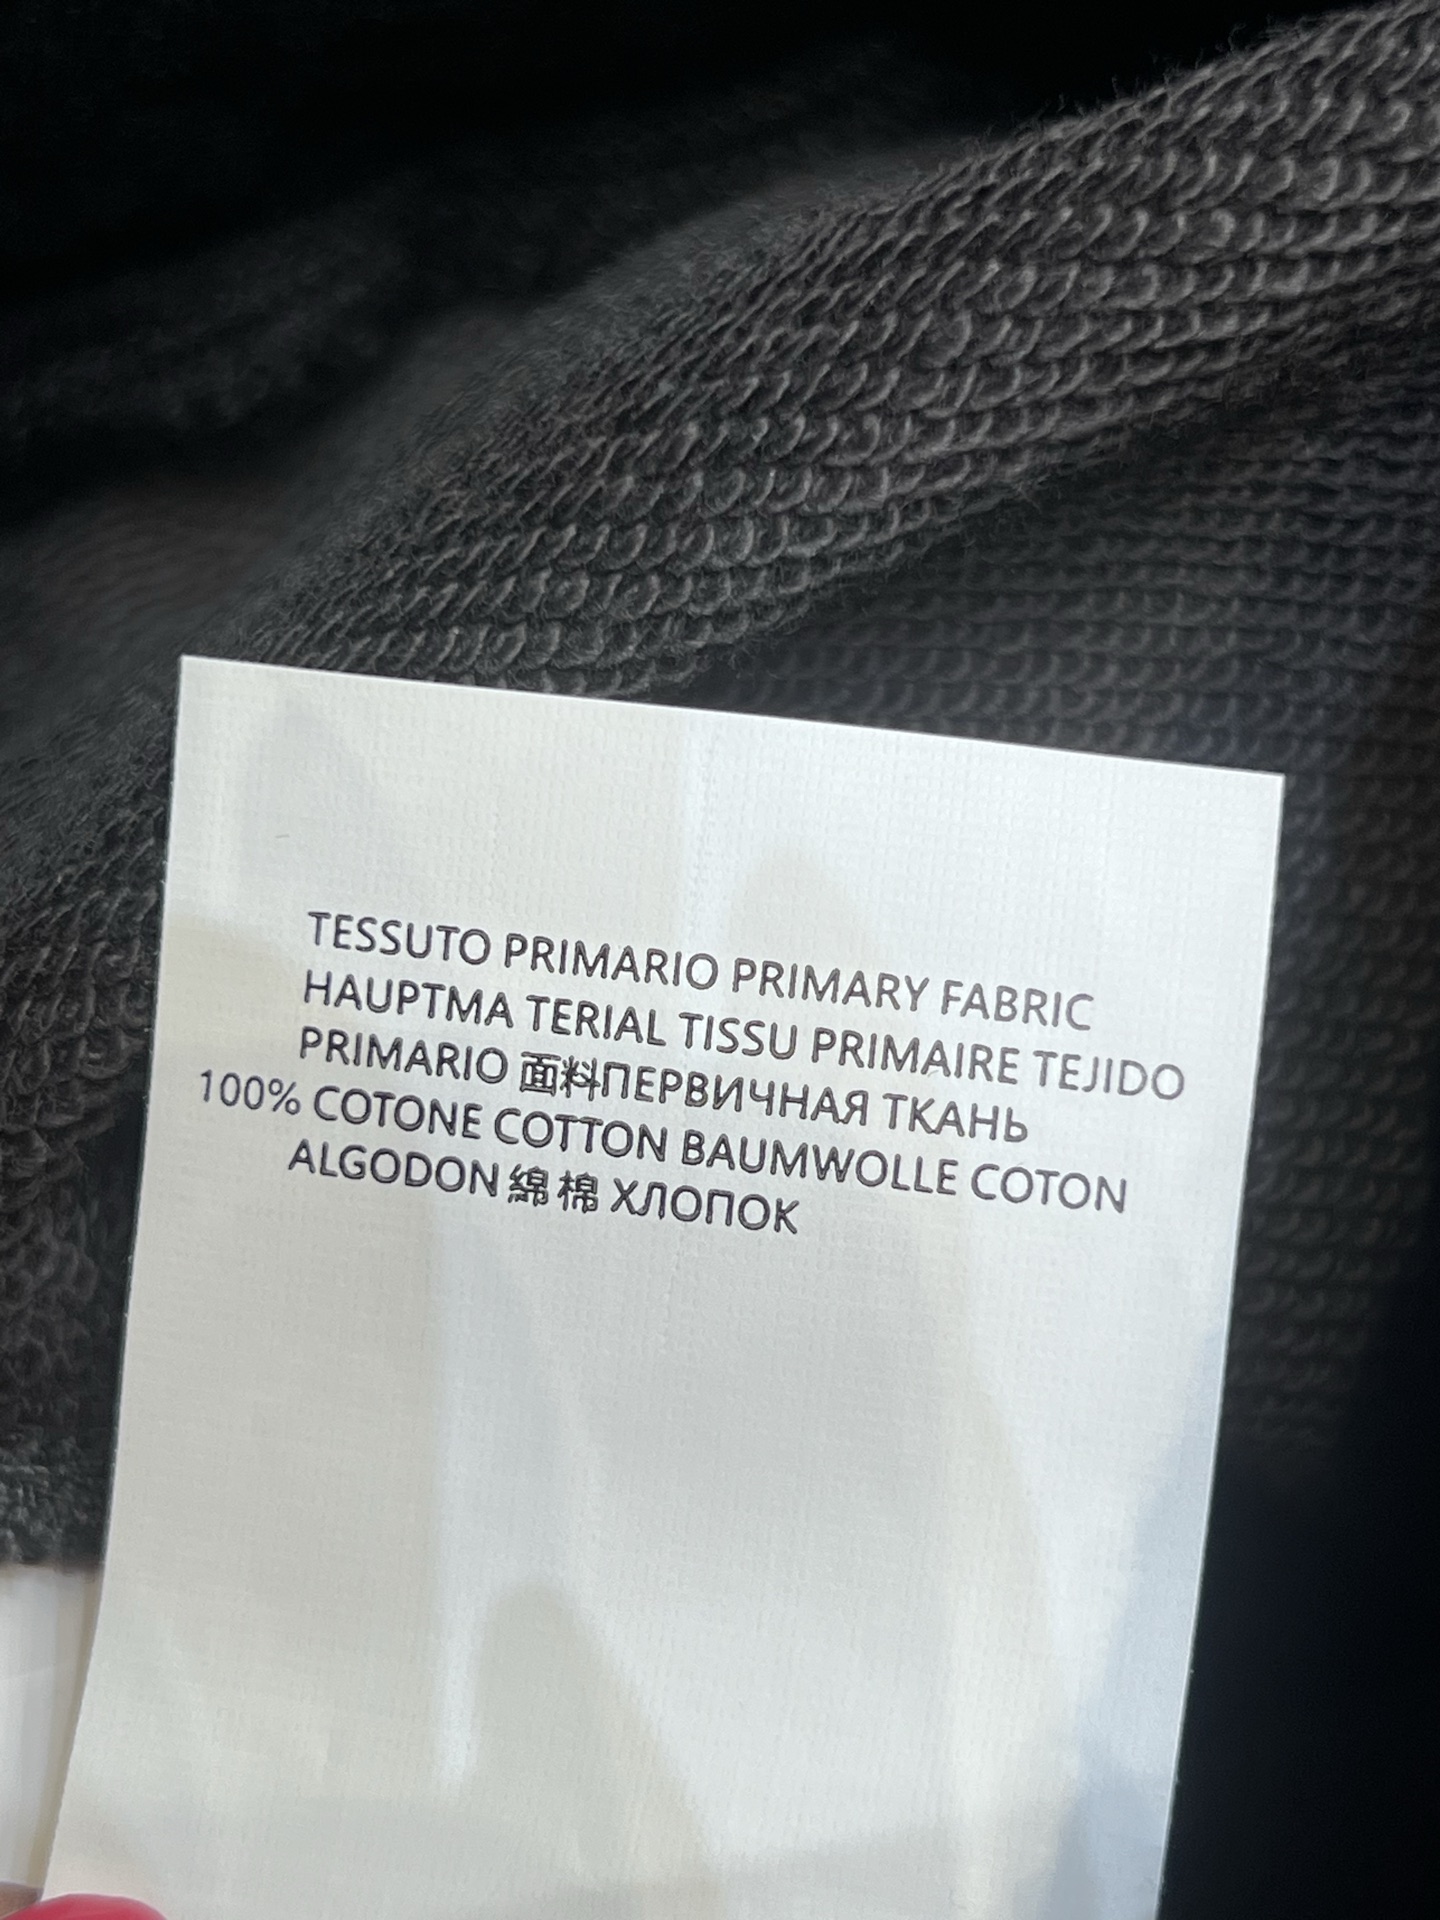 TESSUTO PRIMARIO PRIMARY FABRIC
HAUPTMA TERIAL TISSU PRIMAIRE TEJIDO
PRIMARIO 面料ПЕРВИЧНАЯ ТКАНЬ
100% COTONE COTTON BAUMWOLLE COTON
ALGODON 綿 棉 ХЛОПОК